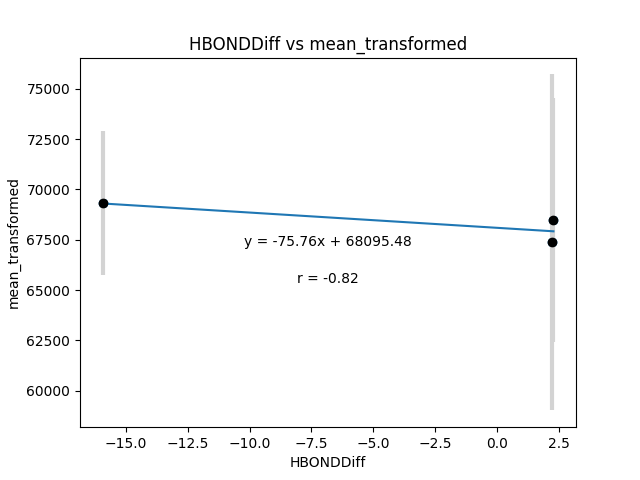 HBONDDiff vs mean_transformed
mean_transformed
75000
72500
70000
67500
65000
62500
60000
y = -75.76x + 68095.48
r = -0.82
−15.0 −12.5 −10.0 −7.5 −5.0 −2.5 0.0 2.5
HBONDDiff